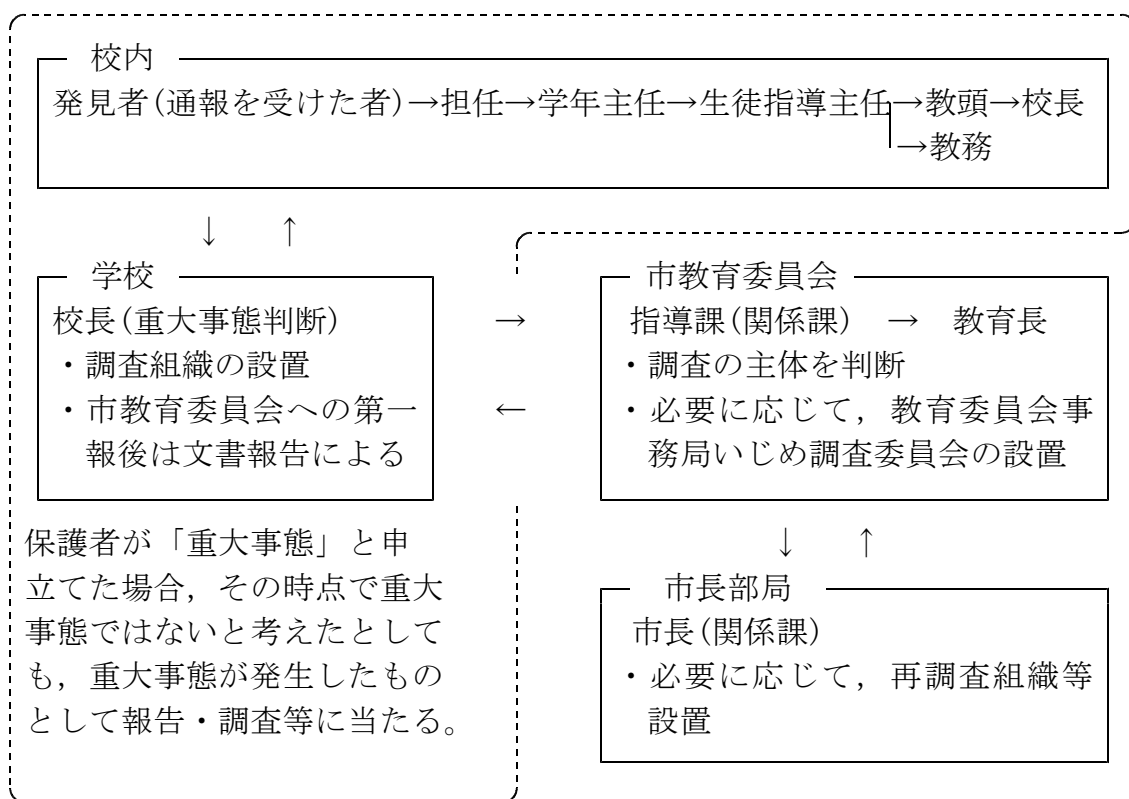 校内
発見者(通報を受けた者)→担任→学年主任→生徒指導主任→教頭→校長
→教務
↓ ↑
学校
校長(重大事態判断)
・調査組織の設置
・市教育委員会への第一
報後は文書報告による
→
←
市教育委員会
指導課(関係課) → 教育長
・調査の主体を判断
・必要に応じて，教育委員会事
務局いじめ調査委員会の設置
保護者が「重大事態」と申
立てた場合，その時点で重大
事態ではないと考えたとして
も，重大事態が発生したもの
として報告・調査等に当たる。
↓ ↑
市長部局
市長(関係課)
・必要に応じて，再調査組織等
設置